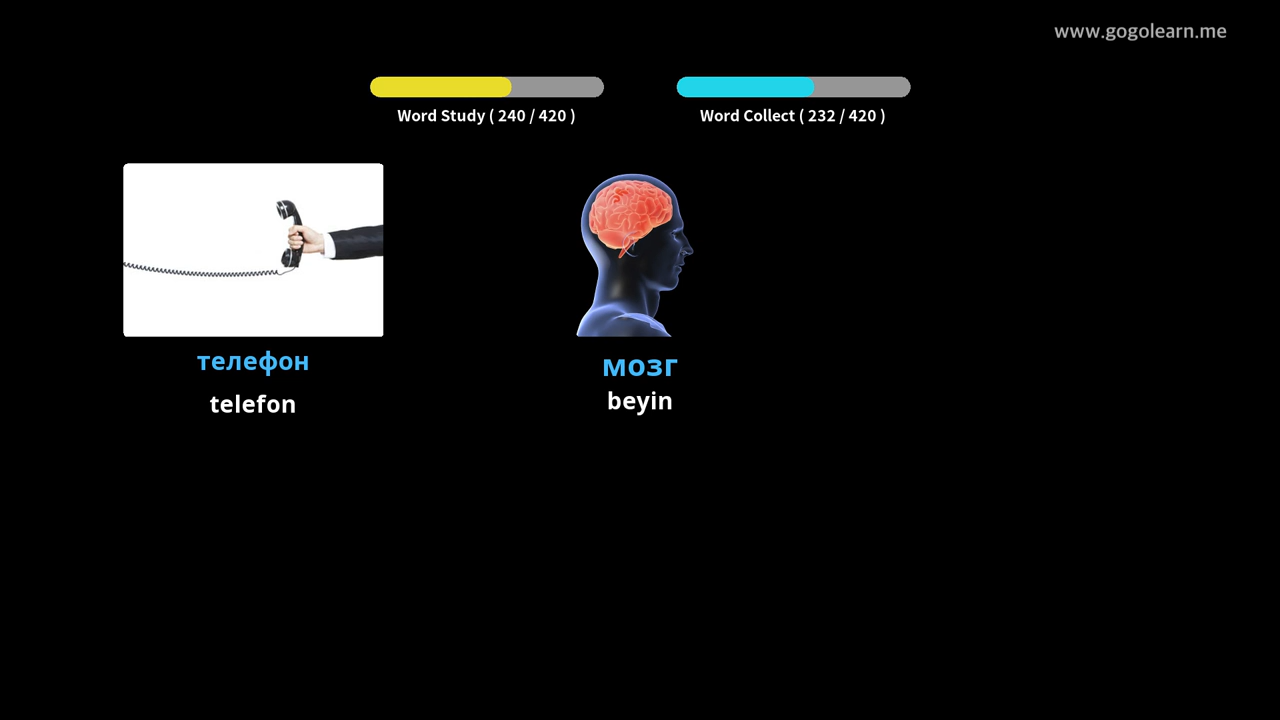 www.gogolearn.me
Word Study ( 240 / 420 )
Word Collect ( 232 / 420 )
телефон
telefon
мозг
beyin